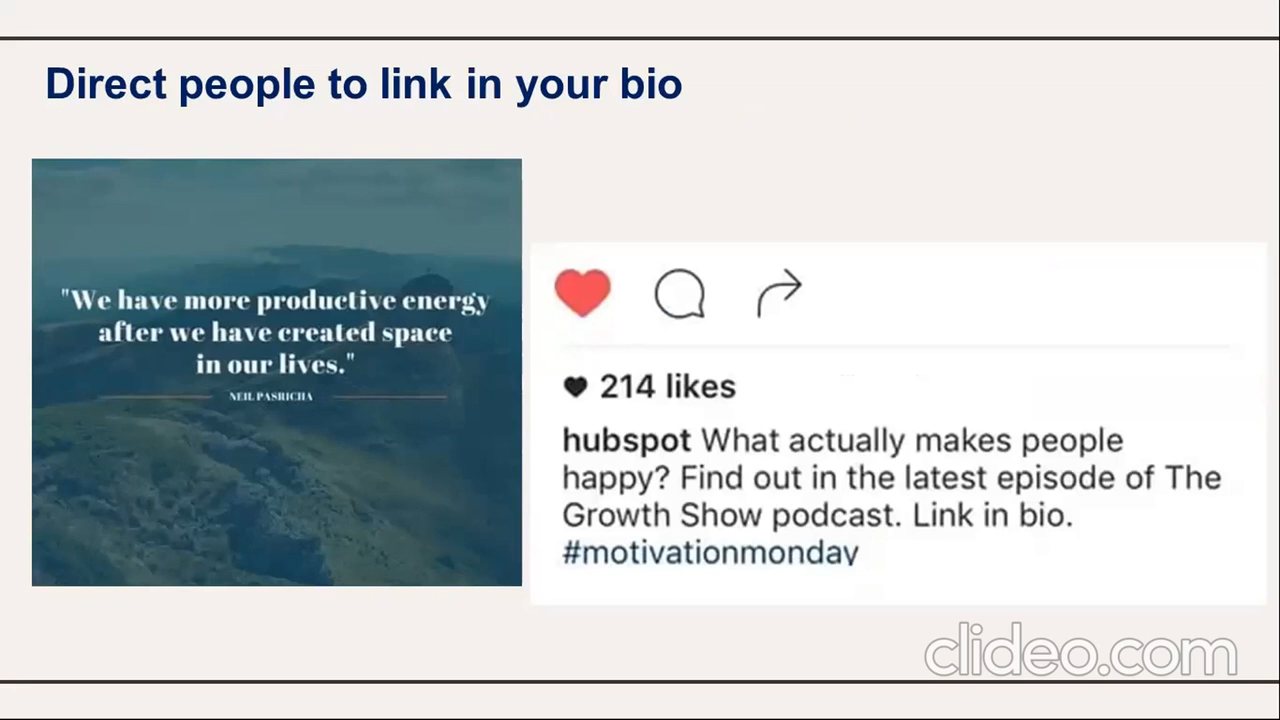 Direct people to link in your bio
"We have more productive energy
after we have created space
in our lives."
NEIL PASRICHA
214 likes
hubspot What actually makes people
happy? Find out in the latest episode of The
Growth Show podcast. Link in bio.
#motivationmonday
clideo.com